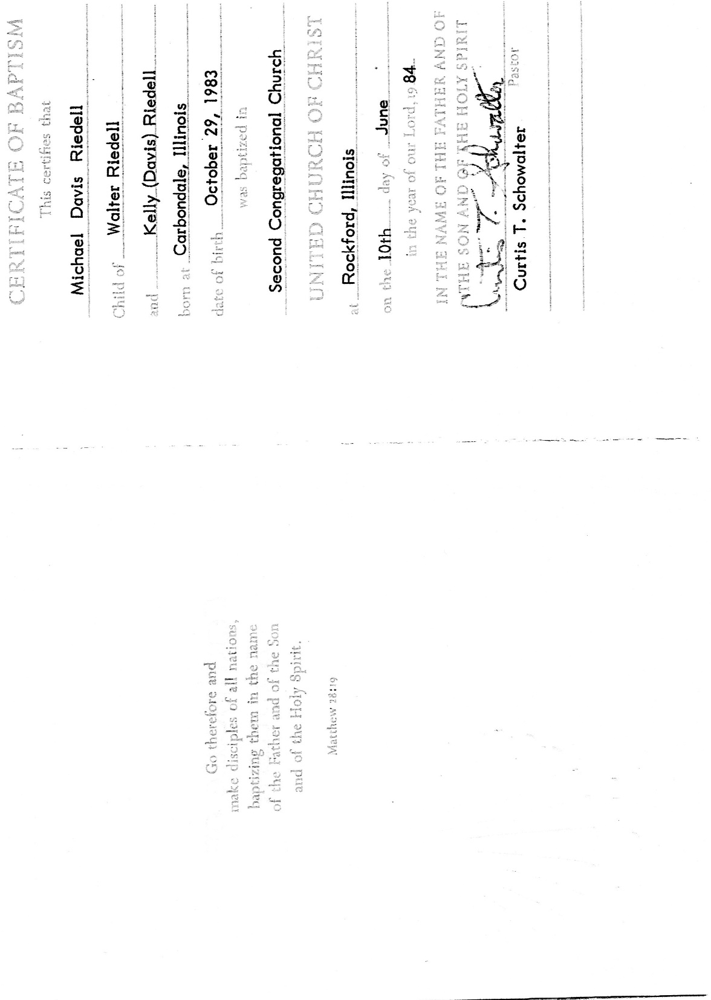 Go therefore and
make disciples of all nations,
baptizing them in the name
of the Father and of the Son
and of the Holy Spirit.
Matthew 28:19
CERTIFICATE OF BAPTISM
This certifies that
Michael Davis Riedell
Child of Walter Riedell
and Kelly (Davis) Riedell
born at Carbondale, Illinois
date of birth October 29, 1983
was baptized in
Second Congregational Church
UNITED CHURCH OF CHRIST
at Rockford, Illinois
on the 10th day of June
in the year of our Lord, 1984
IN THE NAME OF THE FATHER AND OF
THE SON AND OF THE HOLY SPIRIT
Curtis T. Schowalter
Curtis T. Schowalter Pastor